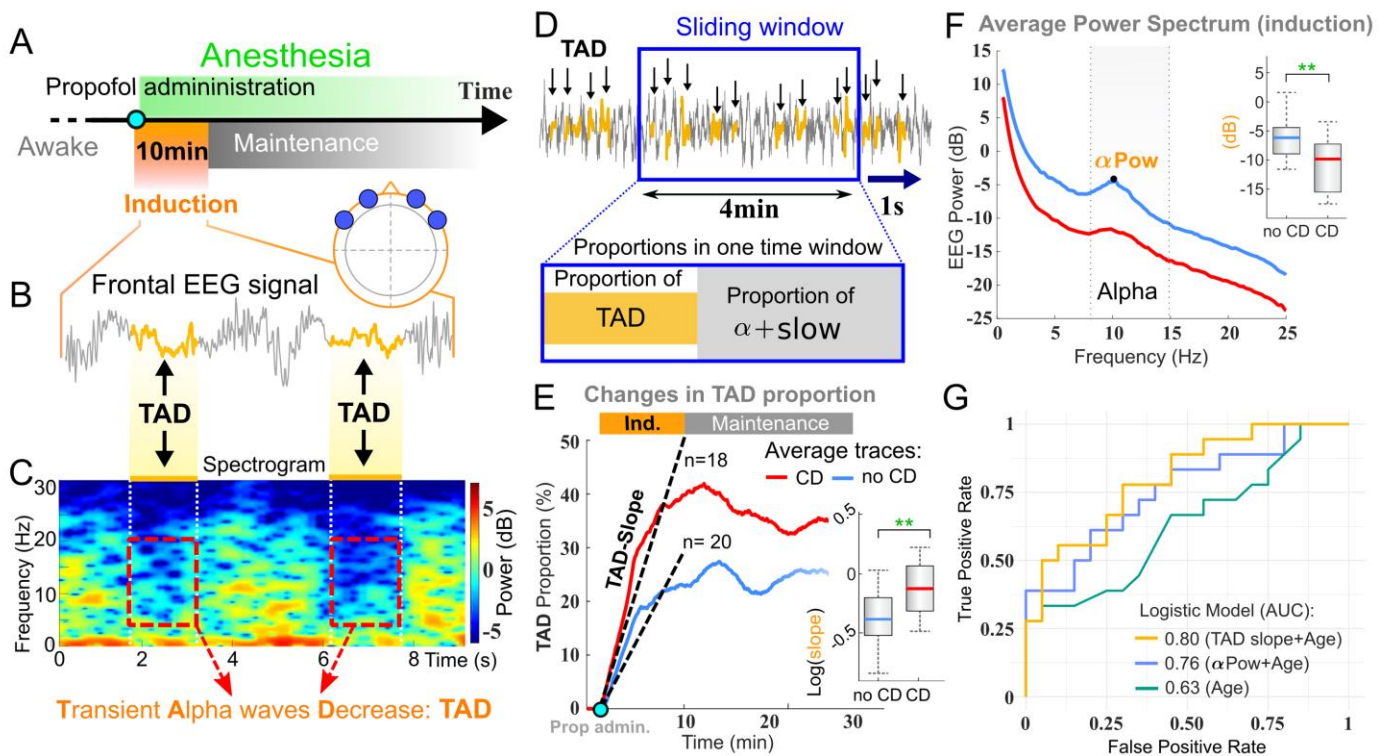 A
Anesthesia
Propofol admininistration
Time
Awake
10min
Maintenance
Induction
B
Frontal EEG signal
TAD
TAD
C
Spectrogram
Frequency (Hz)
30
20
10
0
0
2
4
6
8
Time (s)
5
0
-5
Power (dB)
Transient Alpha waves Decrease: TAD
D
Sliding window
TAD
4min
1s
Proportions in one time window
Proportion of
TAD
Proportion of
α+slow
E
Changes in TAD proportion
Ind.
Maintenance
TAD Proportion (%)
50
40
30
20
10
0
TAD-Slope
n=18
n= 20
Average traces:
CD
no CD
Prop admin.
10
20
30
Time (min)
Log(slope)
0.5
0
-0.5
**
no CD
CD
F
Average Power Spectrum (induction)
EEG Power (dB)
20
15
10
5
0
-5
-10
-15
-20
-25
αPow
Alpha
0
5
10
15
20
25
Frequency (Hz)
(dB)
5
0
-5
-10
-15
**
no CD
CD
G
True Positive Rate
1
0.75
0.50
0.25
0
0
0.25
0.50
0.75
1
False Positive Rate
Logistic Model (AUC):
0.80 (TAD slope+Age)
0.76 (αPow+Age)
0.63 (Age)